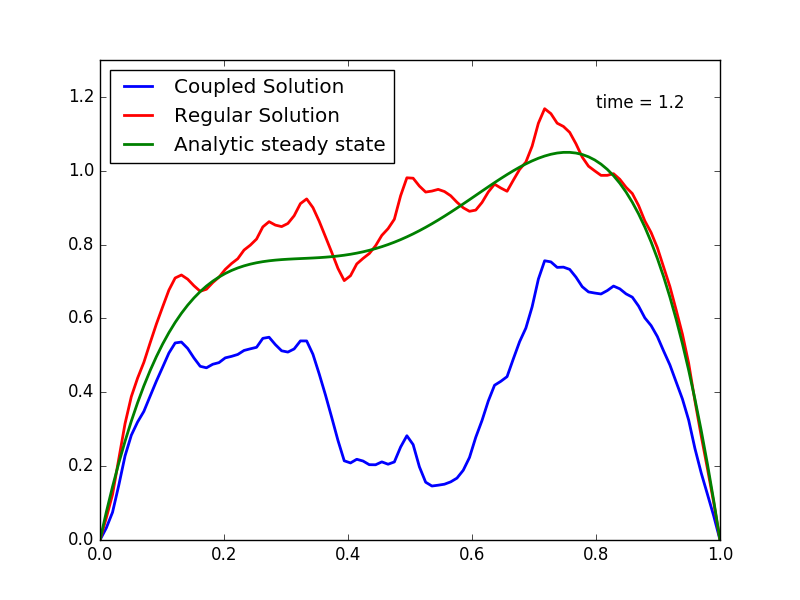 1.2
1.0
0.8
0.6
0.4
0.2
0.0
Coupled Solution
Regular Solution
Analytic steady state
time = 1.2
0.0 0.2 0.4 0.6 0.8 1.0